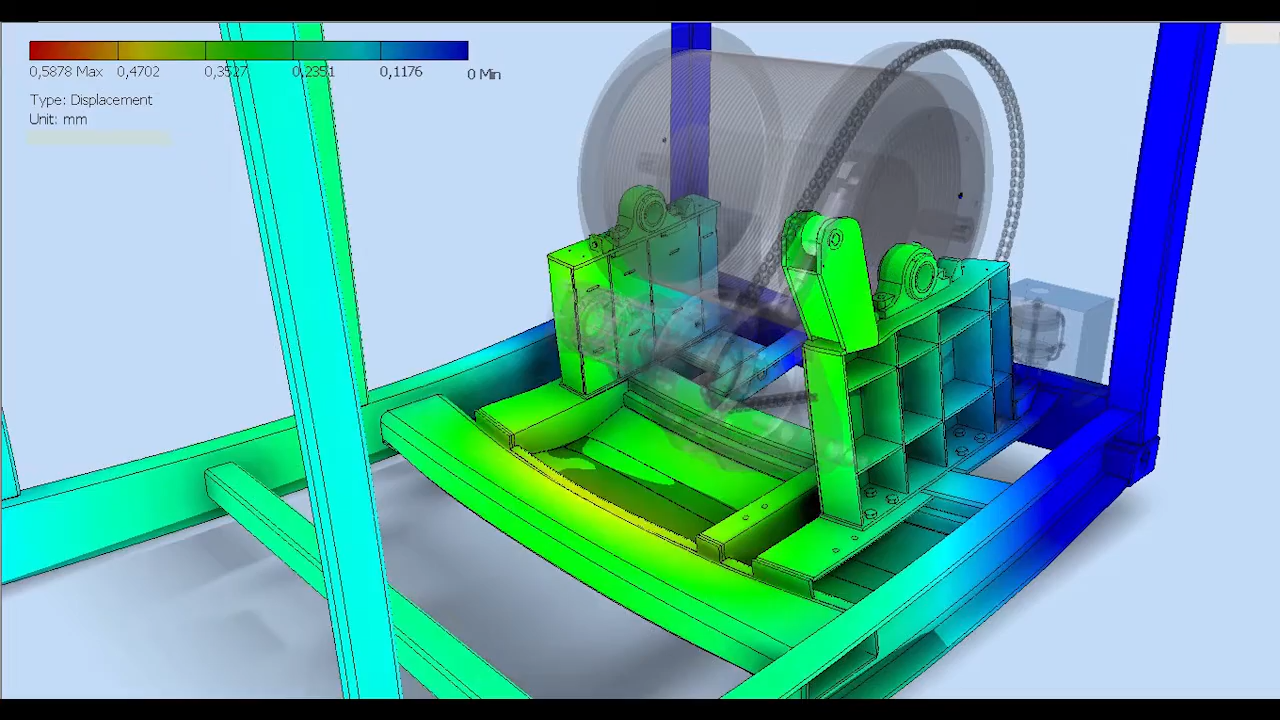 0,5878 Max 0,4702 0,3527 0,2351 0,1176 0 Min
Type: Displacement
Unit: mm